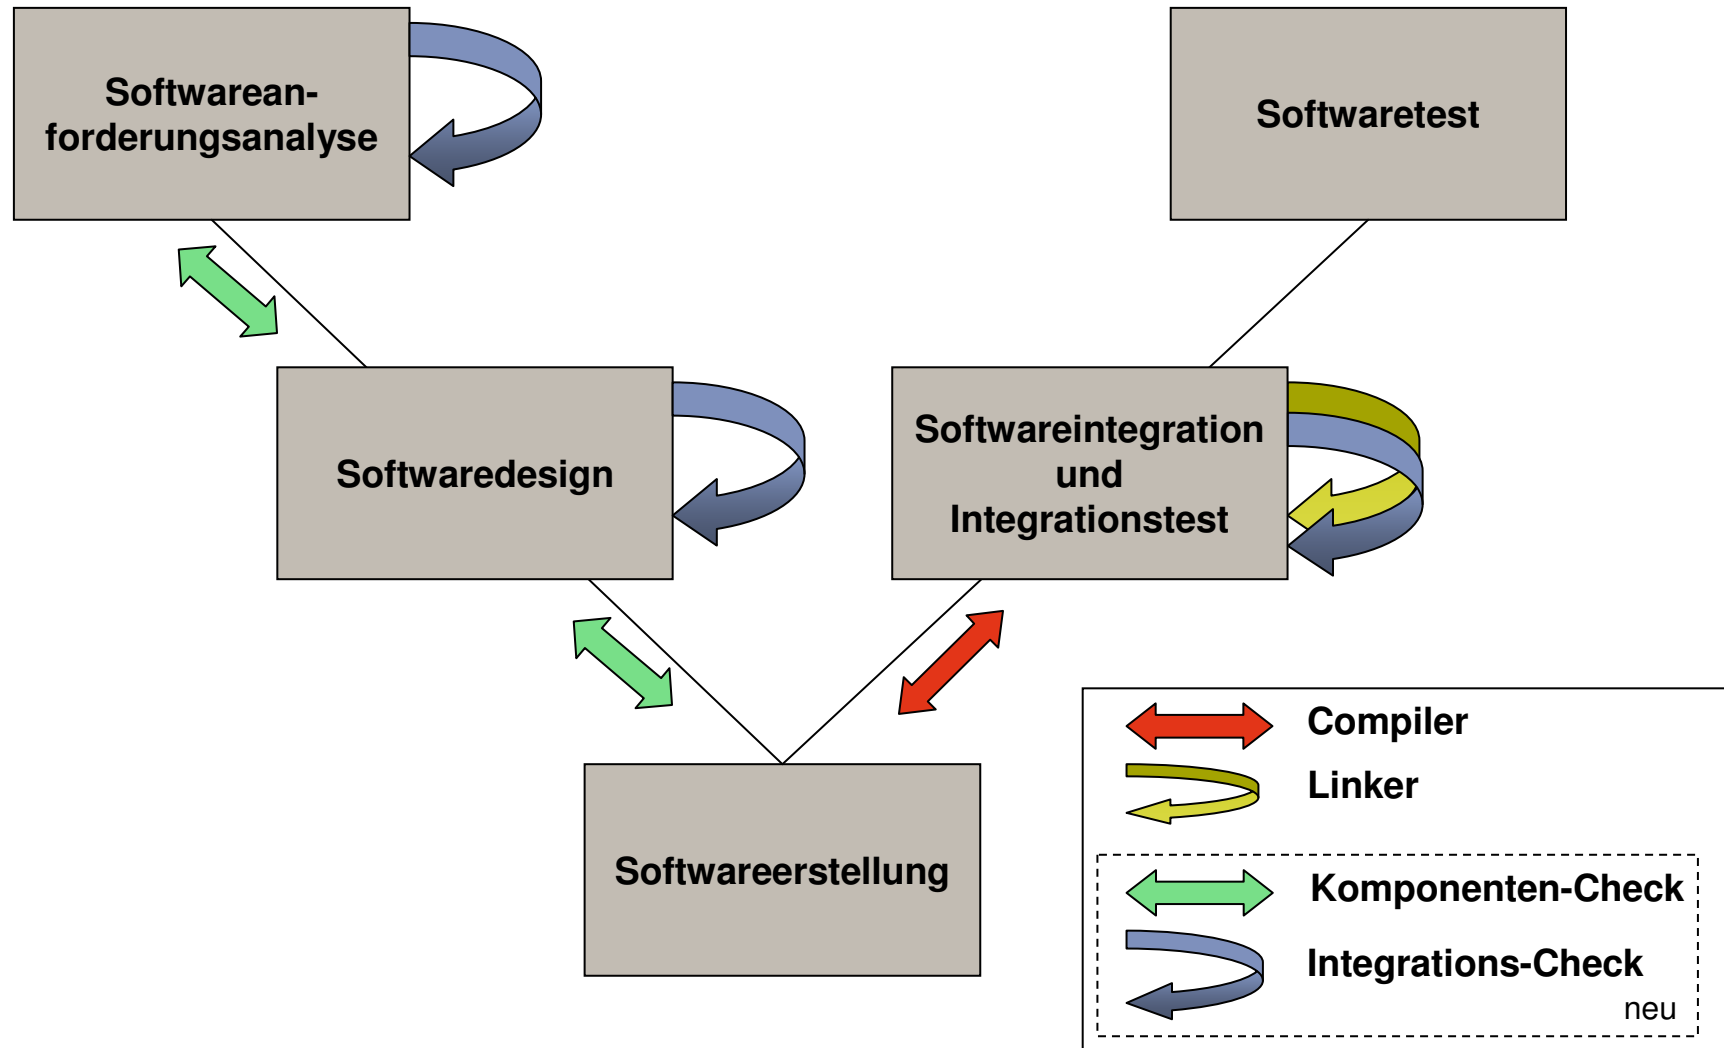 Softwarean-
forderungsanalyse
Softwaretest
Softwaredesign
Softwareintegration
und
Integrationstest
Softwareerstellung
Compiler
Linker
Komponenten-Check
Integrations-Check
neu